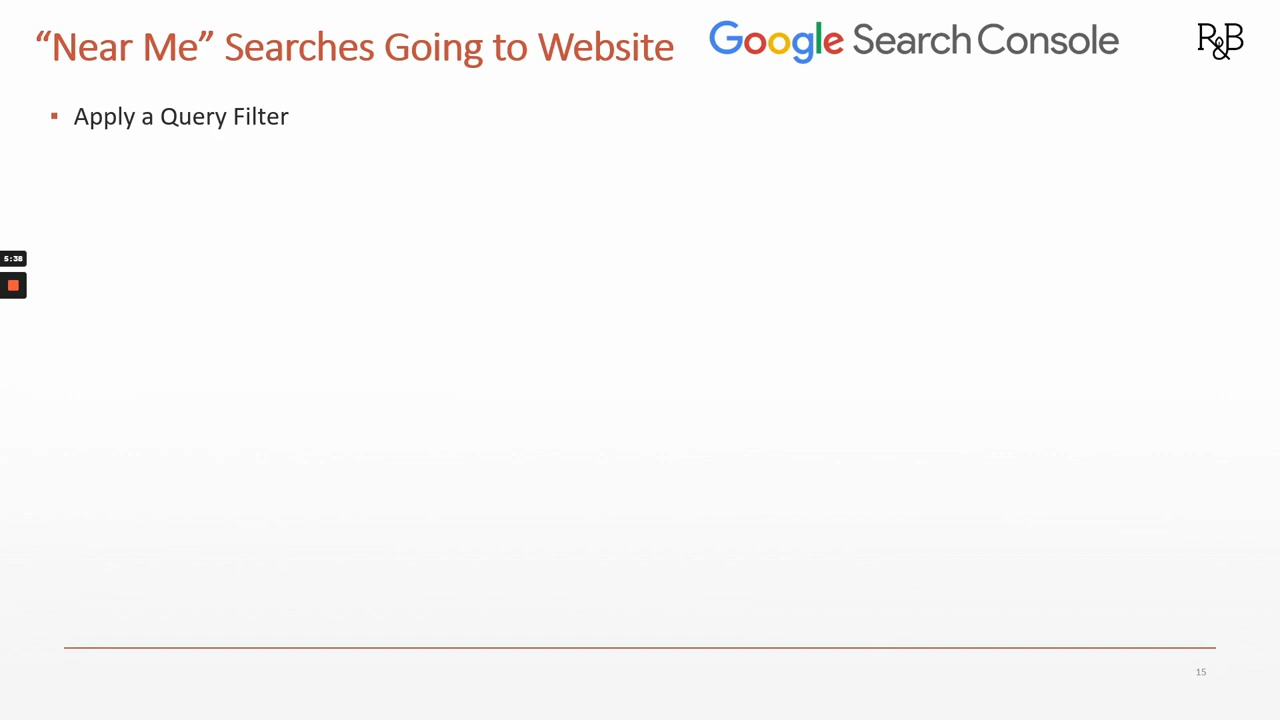 “Near Me” Searches Going to Website
Google Search Console
R&B
▪ Apply a Query Filter
5:38
15